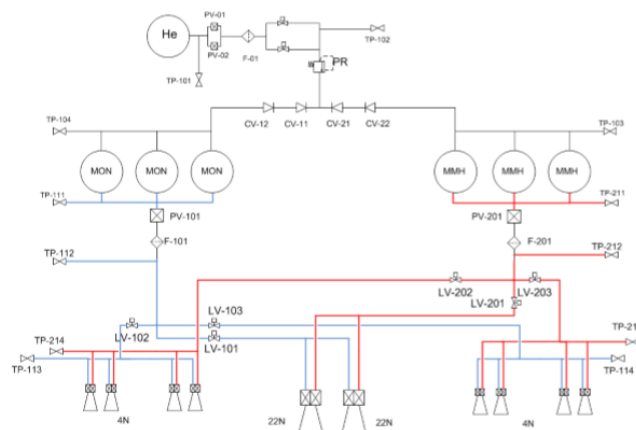 PV-01
He
PV-02
F-01
TP-102
TP-101
PR
TP-104
CV-12
CV-11
CV-21
CV-22
TP-103
MON
MON
MON
MMH
MMH
MMH
TP-111
TP-211
PV-101
PV-201
F-101
F-201
TP-112
TP-212
LV-202
LV-203
LV-201
LV-103
LV-102
LV-101
TP-214
TP-21
TP-113
TP-114
4N
22N
22N
4N